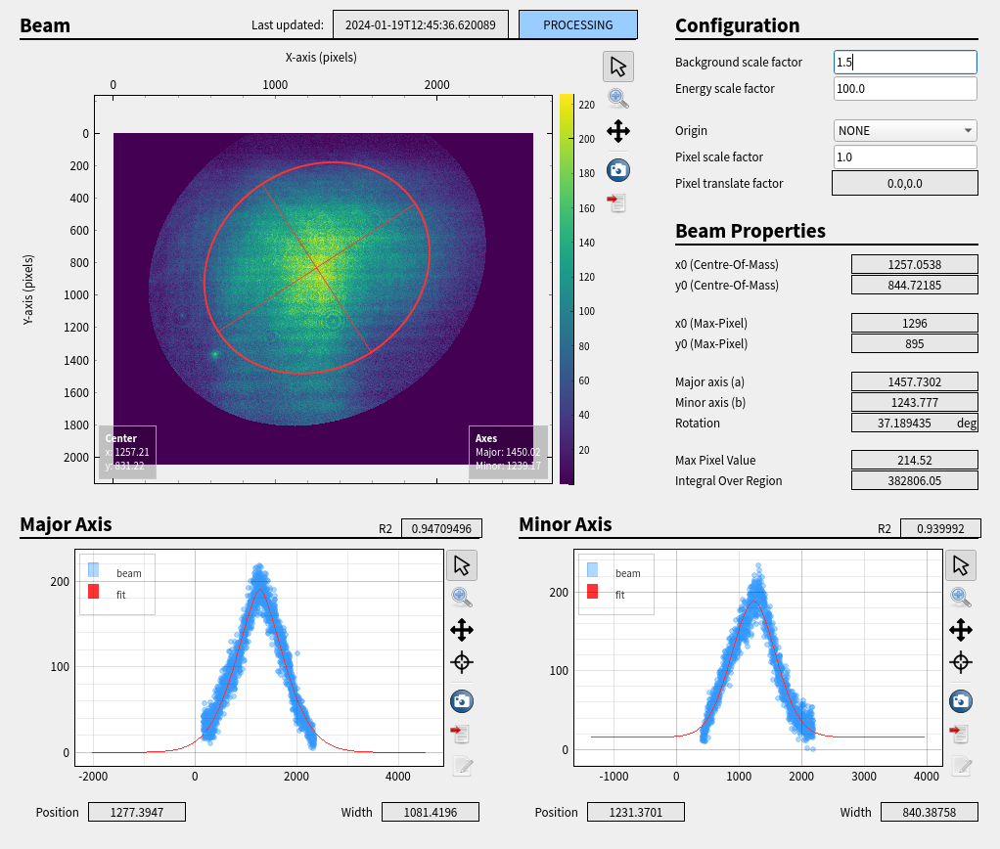 Beam
Last updated: 2024-01-19T12:45:36.620089 PROCESSING
X-axis (pixels)
0 1000 2000
Y-axis (pixels)
0
200
400
600
800
1000
1200
1400
1600
1800
2000
Center
x: 1257.21
y: 831.22
Axes
Major: 1450.02
Minor: 1239.17
220
200
180
160
140
120
100
80
60
40
20
Configuration
Background scale factor 1.5
Energy scale factor 100.0
Origin NONE
Pixel scale factor 1.0
Pixel translate factor 0.0,0.0
Beam Properties
x0 (Centre-Of-Mass) 1257.0538
y0 (Centre-Of-Mass) 844.72185
x0 (Max-Pixel) 1296
y0 (Max-Pixel) 895
Major axis (a) 1457.7302
Minor axis (b) 1243.777
Rotation 37.189435 deg
Max Pixel Value 214.52
Integral Over Region 382806.05
Major Axis
R2 0.94709496
beam
fit
200
100
0
-2000 0 2000 4000
Position 1277.3947 Width 1081.4196
Minor Axis
R2 0.939992
beam
fit
200
100
0
-1000 0 1000 2000 3000 4000
Position 1231.3701 Width 840.38758